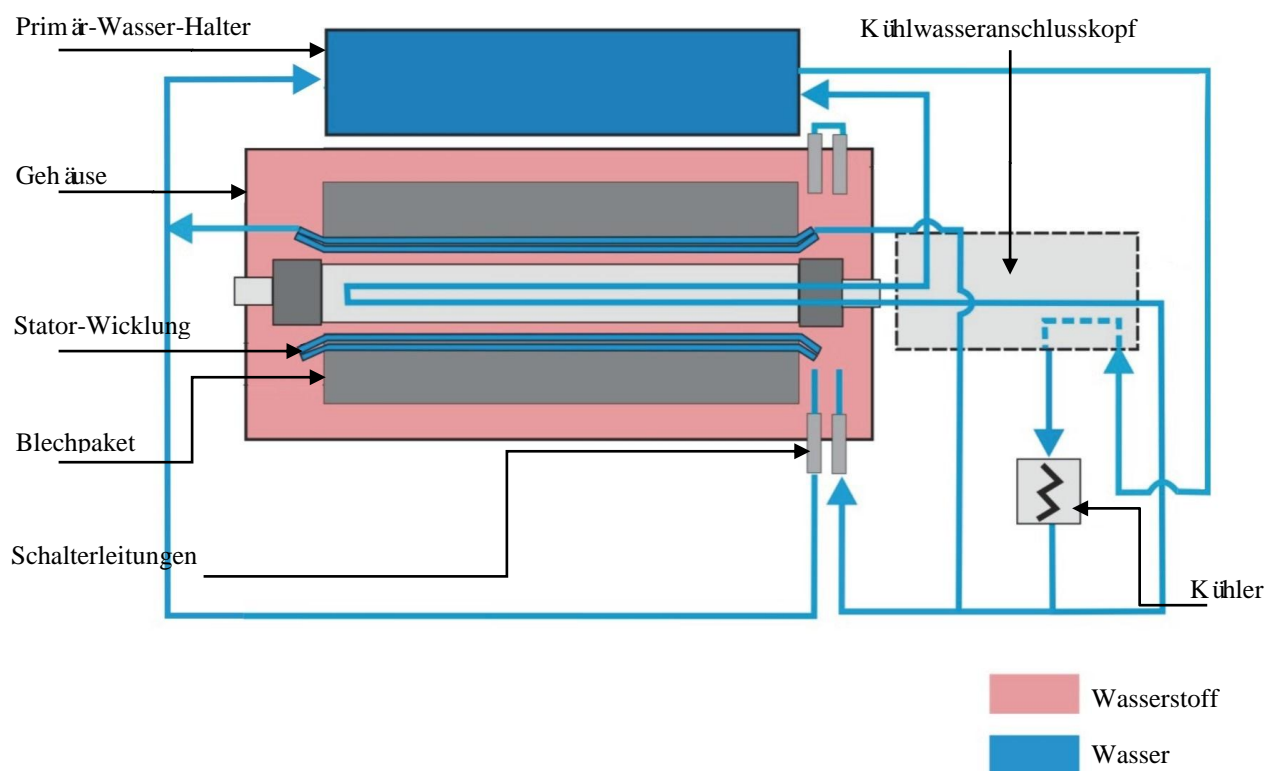 Primär-Wasser-Halter
Kühlwasseranschlusskopf
Gehäuse
Stator-Wicklung
Blechpaket
Schalterleitungen
Kühler
Wasserstoff
Wasser